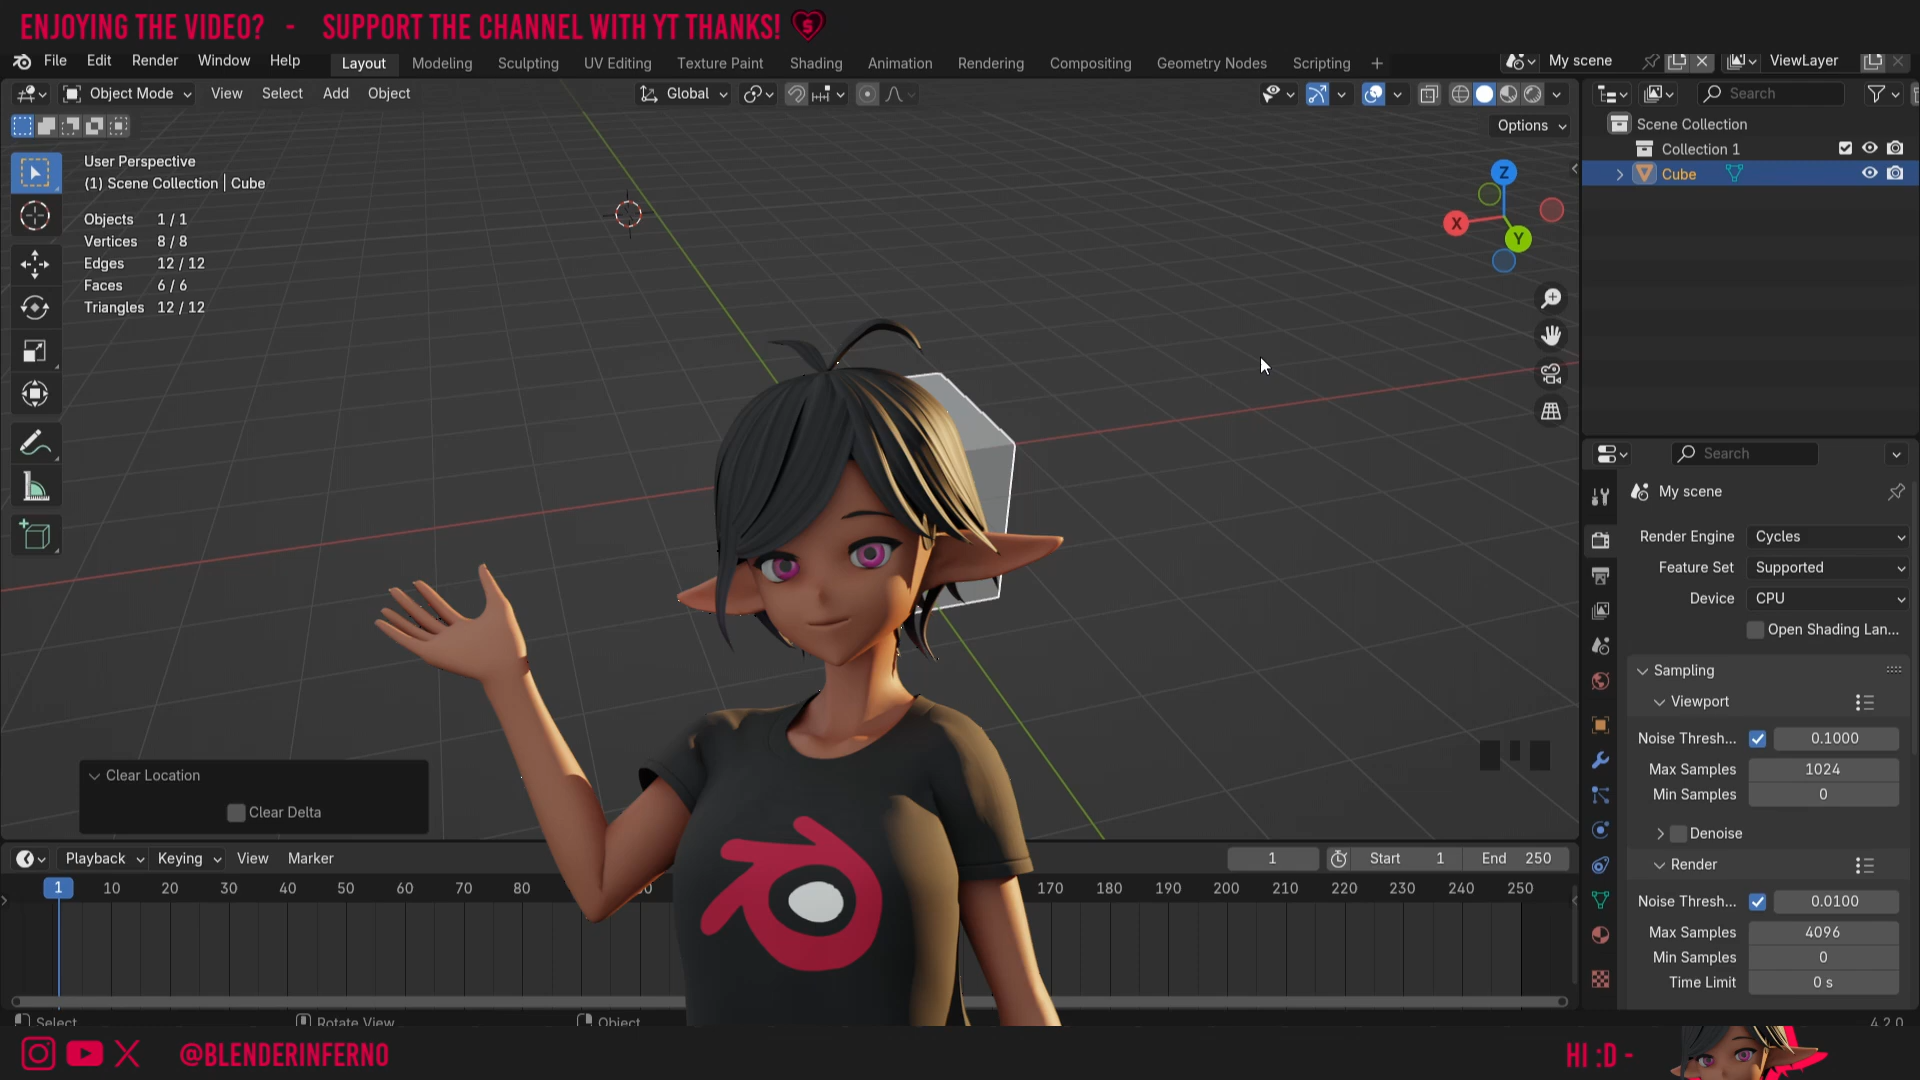 ENJOYING THE VIDEO? - SUPPORT THE CHANNEL WITH YT THANKS!
File Edit Render Window Help
Layout Modeling Sculpting UV Editing Texture Paint Shading Animation Rendering Compositing Geometry Nodes Scripting +
My scene ViewLayer
Object Mode View Select Add Object
Global
Search
Options
User Perspective
(1) Scene Collection | Cube
Objects 1 / 1
Vertices 8 / 8
Edges 12 / 12
Faces 6 / 6
Triangles 12 / 12
Z
X
Y
Scene Collection
Collection 1
Cube
Search
My scene
Render Engine Cycles
Feature Set Supported
Device CPU
Open Shading Lan...
Sampling
Viewport
Noise Thresh... 0.1000
Max Samples 1024
Min Samples 0
Denoise
Render
Noise Thresh... 0.0100
Max Samples 4096
Min Samples 0
Time Limit 0 s
Clear Location
Clear Delta
Playback Keying View Marker
1 Start 1 End 250
1 10 20 30 40 50 60 70 80 170 180 190 200 210 220 230 240 250
Select Rotate View Object
4.2.0
@BLENDERINFERNO
HI :D -